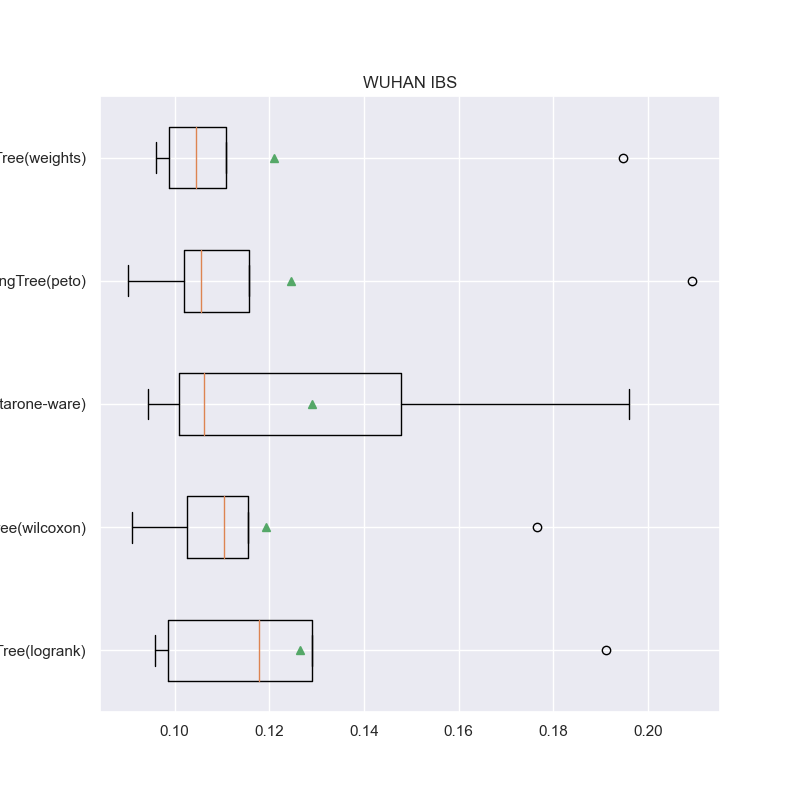 WUHAN IBS
Tree(weights)
ngTree(peto)
tarone-ware)
ree(wilcoxon)
Tree(logrank)
0.10 0.12 0.14 0.16 0.18 0.20